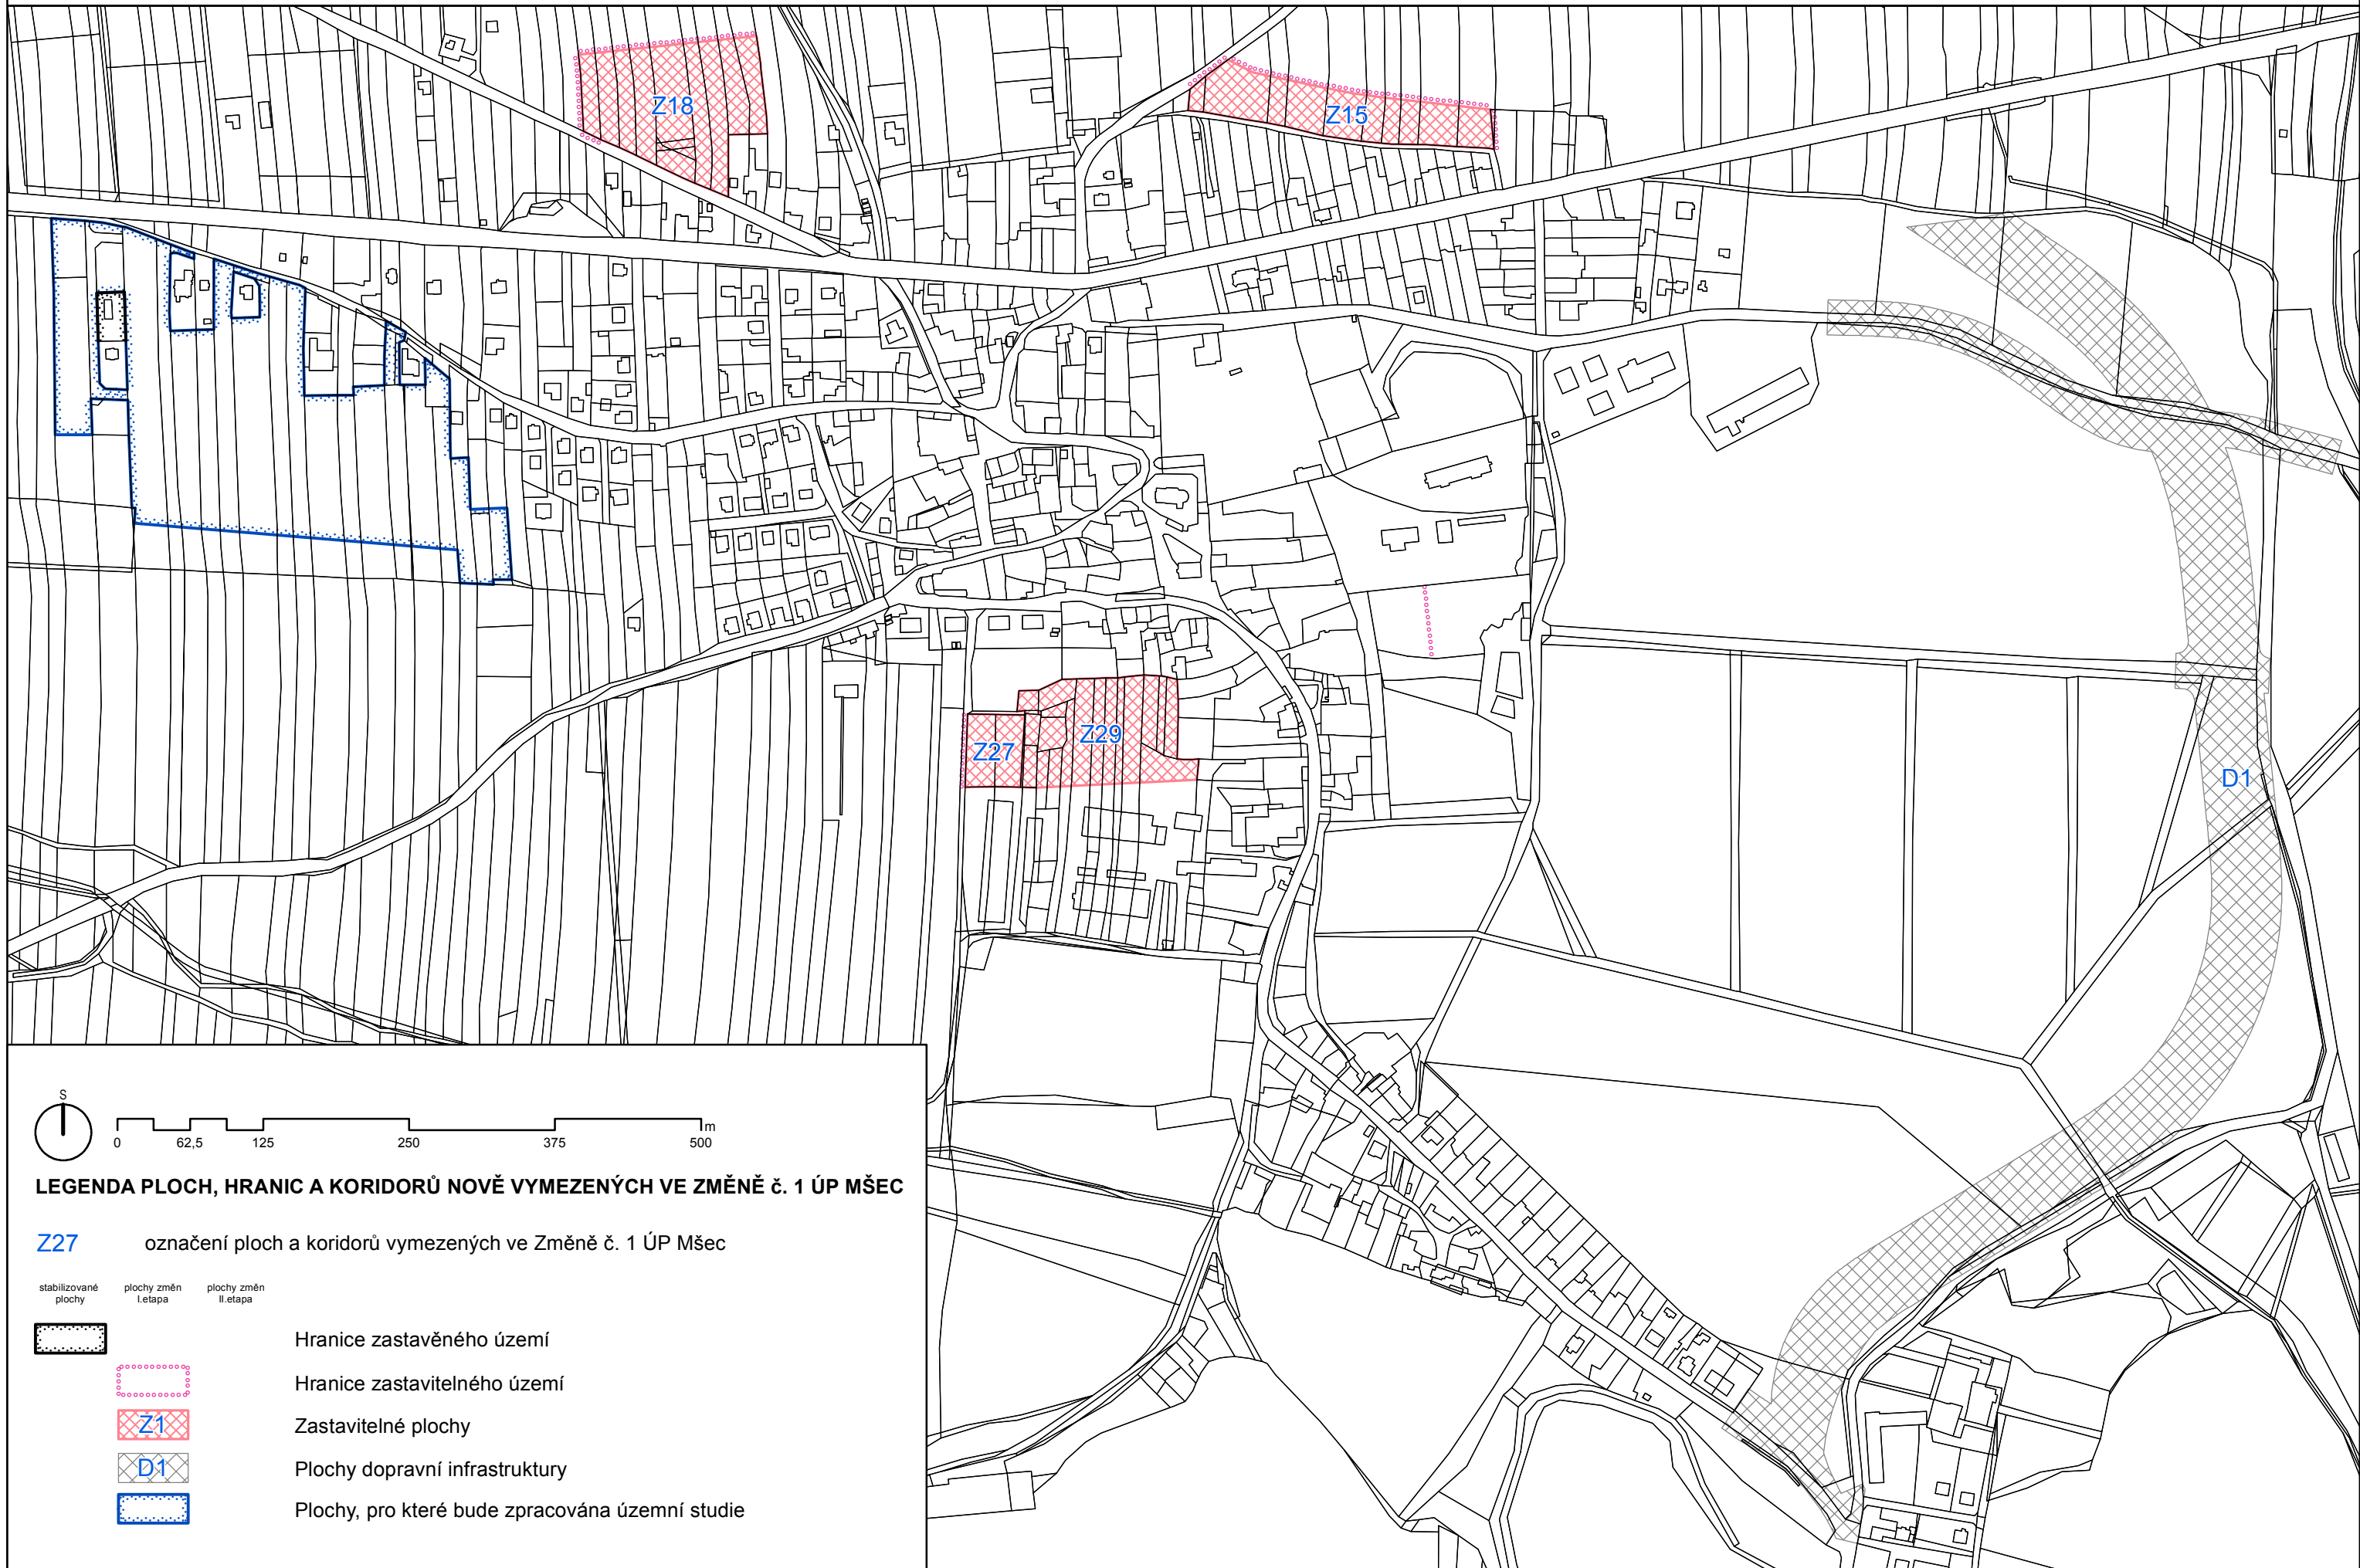 Z18
Z15
Z27
Z29
D1
S
m
0 62,5 125 250 375 500
LEGENDA PLOCH, HRANIC A KORIDORŮ NOVĚ VYMEZENÝCH VE ZMĚNĚ č. 1 ÚP MŠEC
Z27 označení ploch a koridorů vymezených ve Změně č. 1 ÚP Mšec
stabilizované plochy změn plochy změn
plochy I.etapa II.etapa
Hranice zastavěného území
Hranice zastavitelného území
Z1 Zastavitelné plochy
D1 Plochy dopravní infrastruktury
Plochy, pro které bude zpracována územní studie